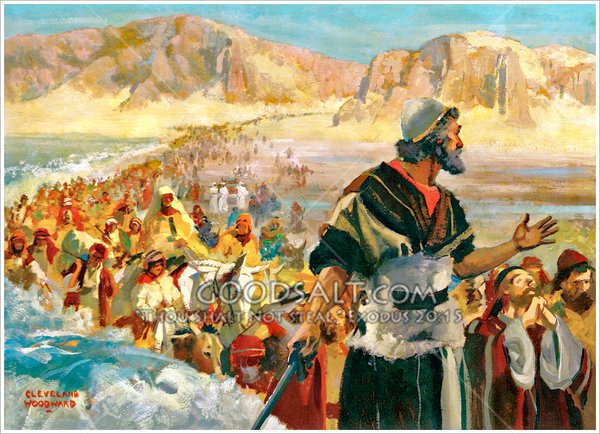 GOODSALT.COM
THOU SHALT NOT STEAL - EXODUS 20:15
CLEVELAND
WOODWARD